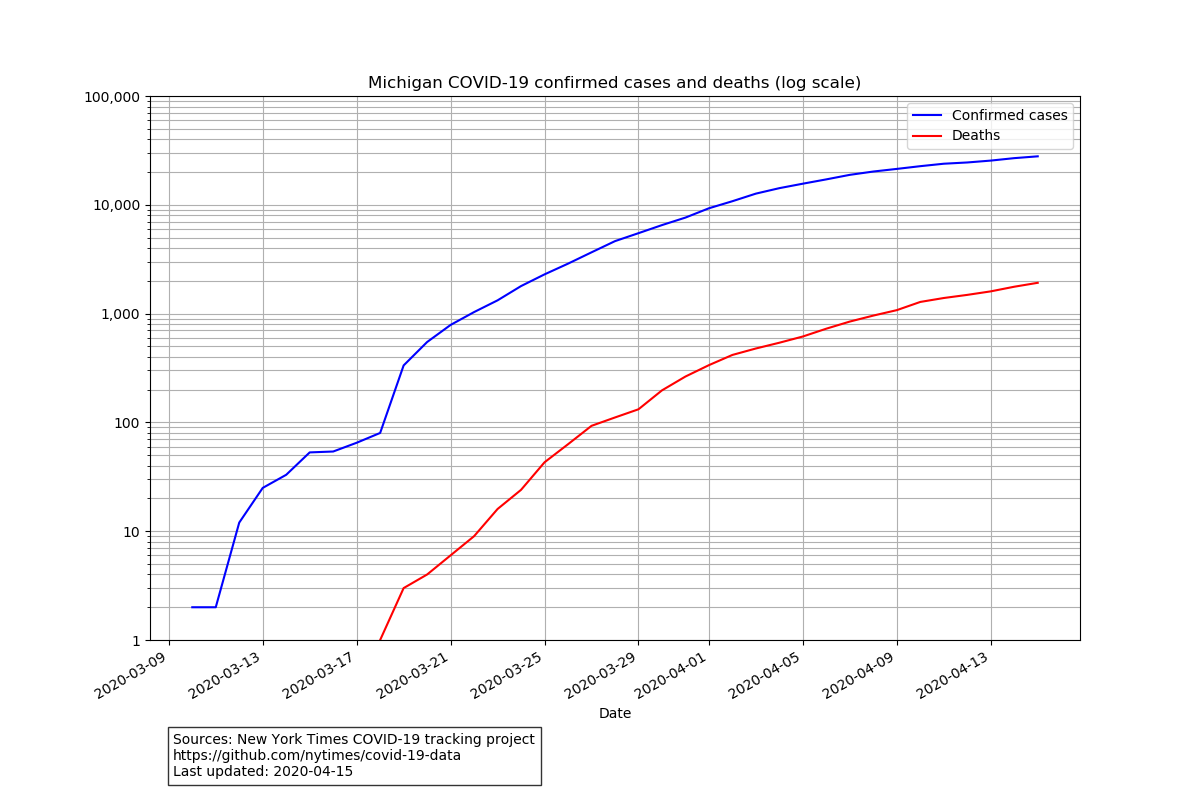 Michigan COVID-19 confirmed cases and deaths (log scale)
100,000
10,000
1,000
100
10
1
Confirmed cases
Deaths
2020-03-09
2020-03-13
2020-03-17
2020-03-21
2020-03-25
2020-03-29
2020-04-01
2020-04-05
2020-04-09
2020-04-13
Date
Sources: New York Times COVID-19 tracking project
https://github.com/nytimes/covid-19-data
Last updated: 2020-04-15